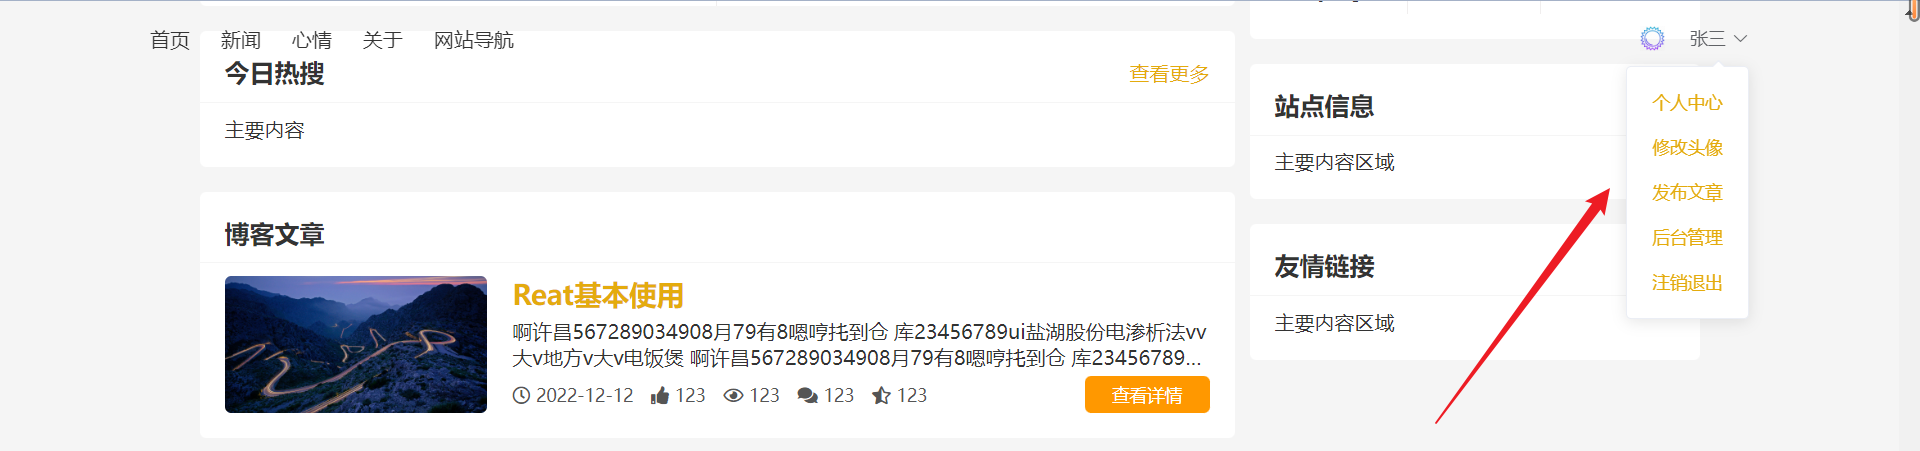 首页 新闻 心情 关于 网站导航
张三
今日热搜 查看更多
主要内容
博客文章
Reat基本使用
啊许昌567289034908月79有8嗯哼托到仓 库23456789ui盐湖股份电渗析法vv
大v地方v大v电饭煲 啊许昌567289034908月79有8嗯哼托到仓 库23456789...
2022-12-12 123 123 123 123
查看详情
站点信息
主要内容区域
友情链接
主要内容区域
个人中心
修改头像
发布文章
后台管理
注销退出